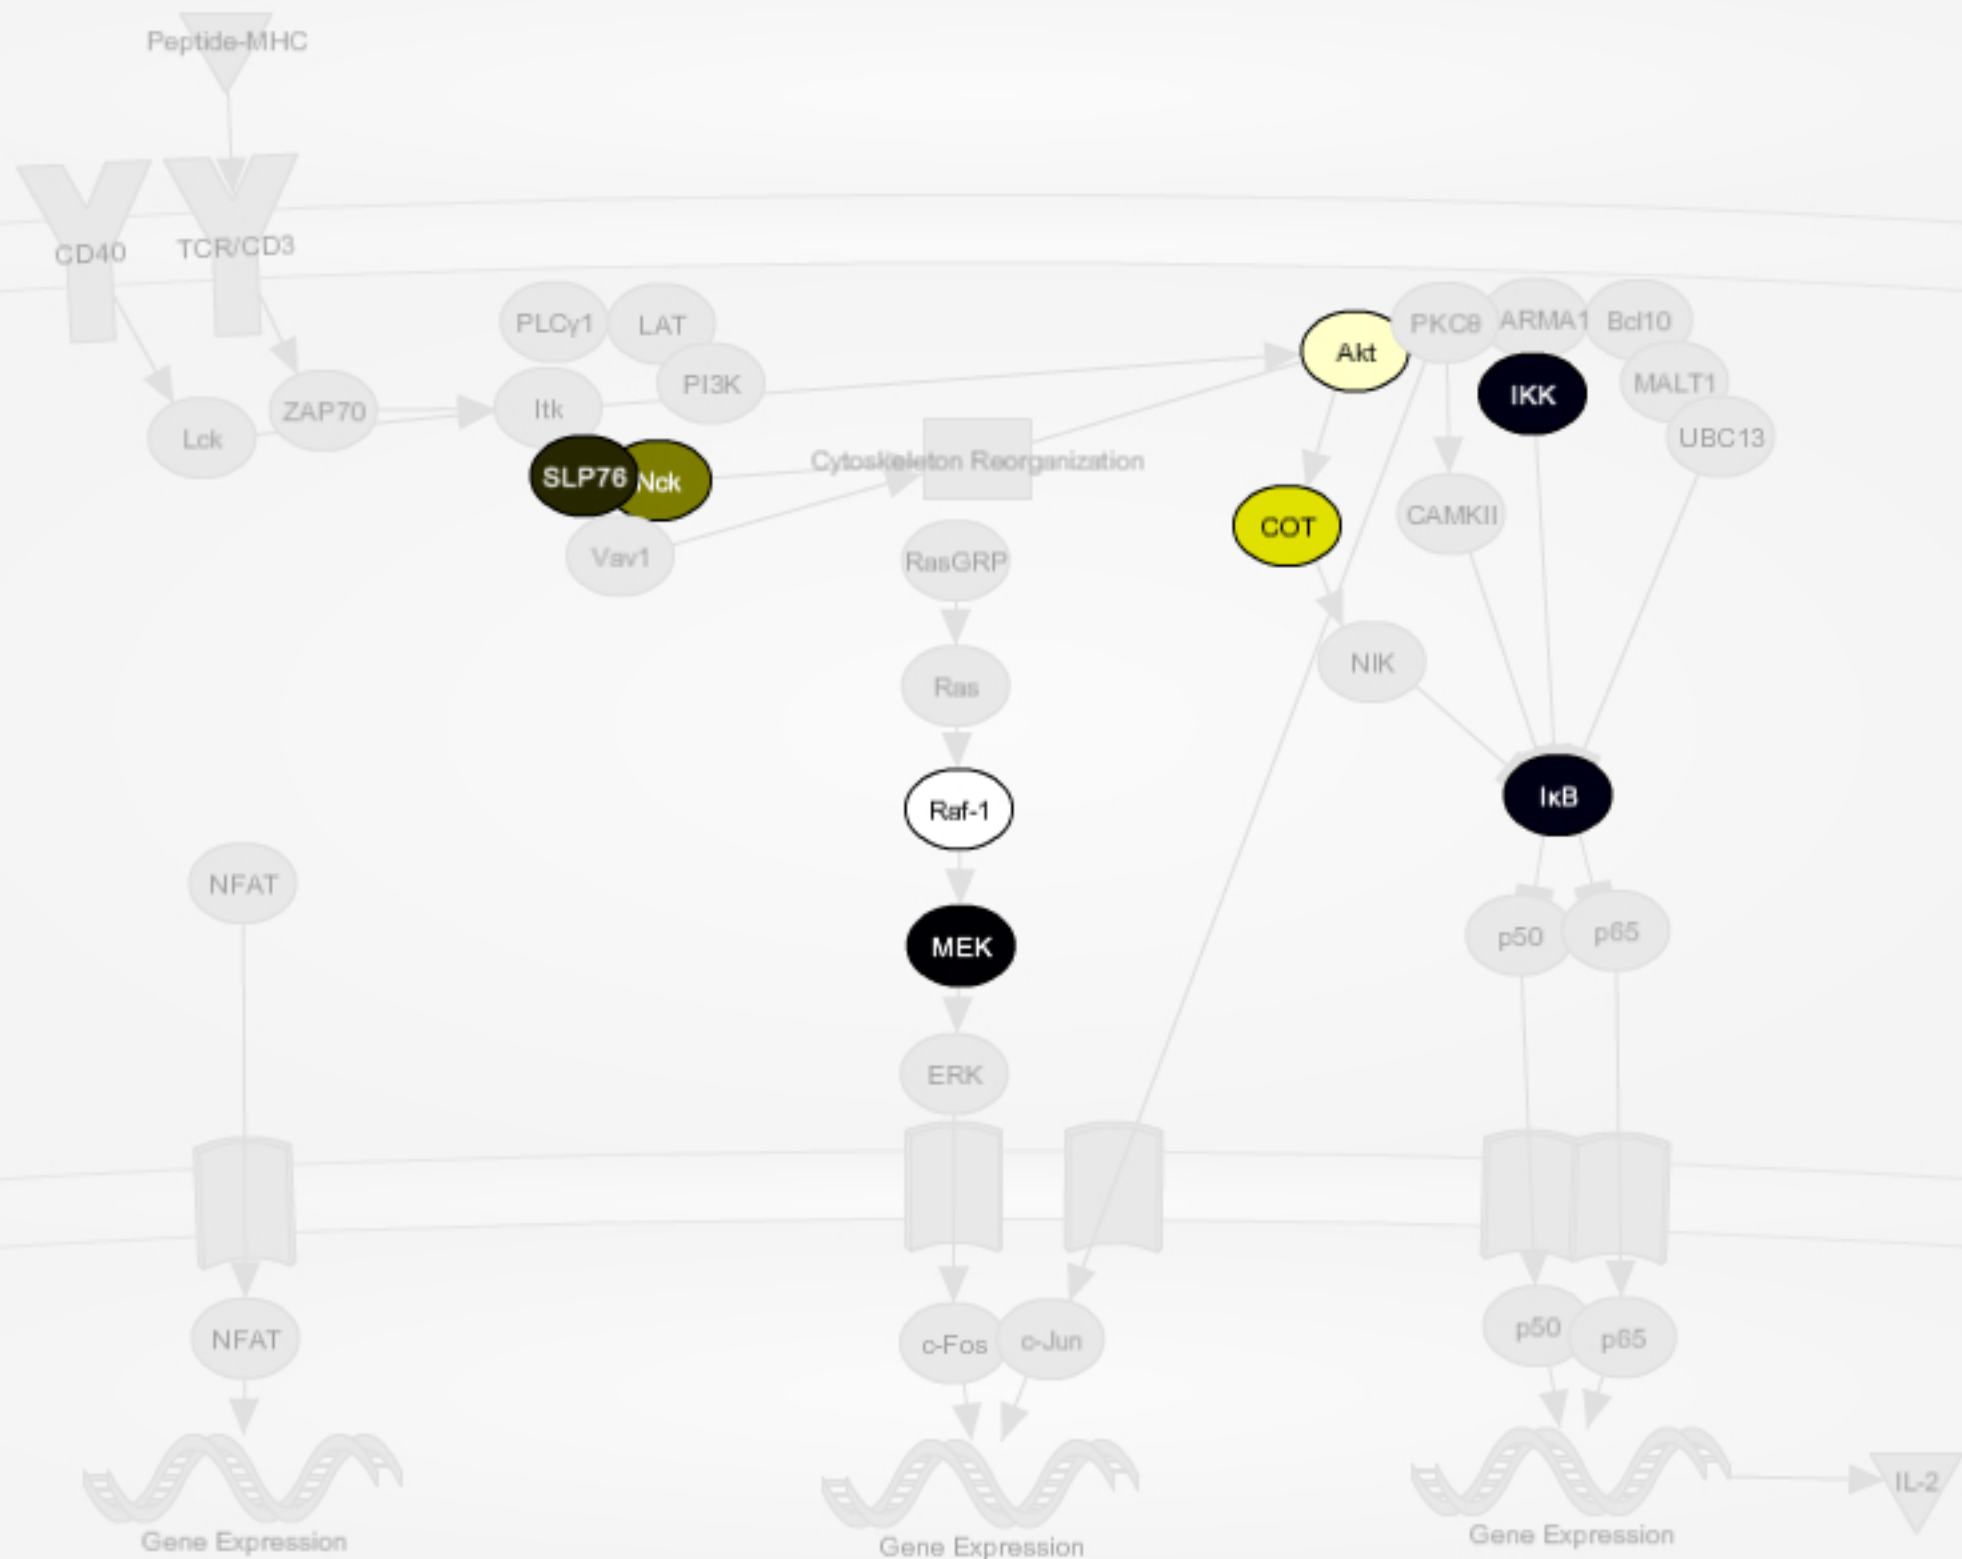 Peptide-MHC
CD40
TCR/CD3
PLCγ1
LAT
PI3K
ZAP70
Itk
Lck
SLP76
Nck
Vav1
Cytoskeleton Reorganization
Akt
PKCθ
ARMA1
Bcl10
IKK
MALT1
UBC13
COT
CAMKII
RasGRP
NIK
Ras
Raf-1
IκB
NFAT
MEK
p50
p65
ERK
NFAT
c-Fos
c-Jun
p50
p65
IL-2
Gene Expression
Gene Expression
Gene Expression